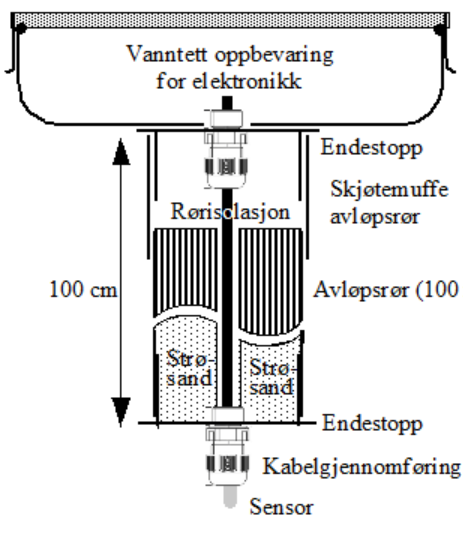 Vanntett oppbevaring
for elektronikk
Endestopp
Skjøtemuffe
avløpsrør
Rørisolasjon
100 cm
Avløpsrør (100
Strø-
sand
Strø-
sand
Endestopp
Kabelgjennomføring
Sensor